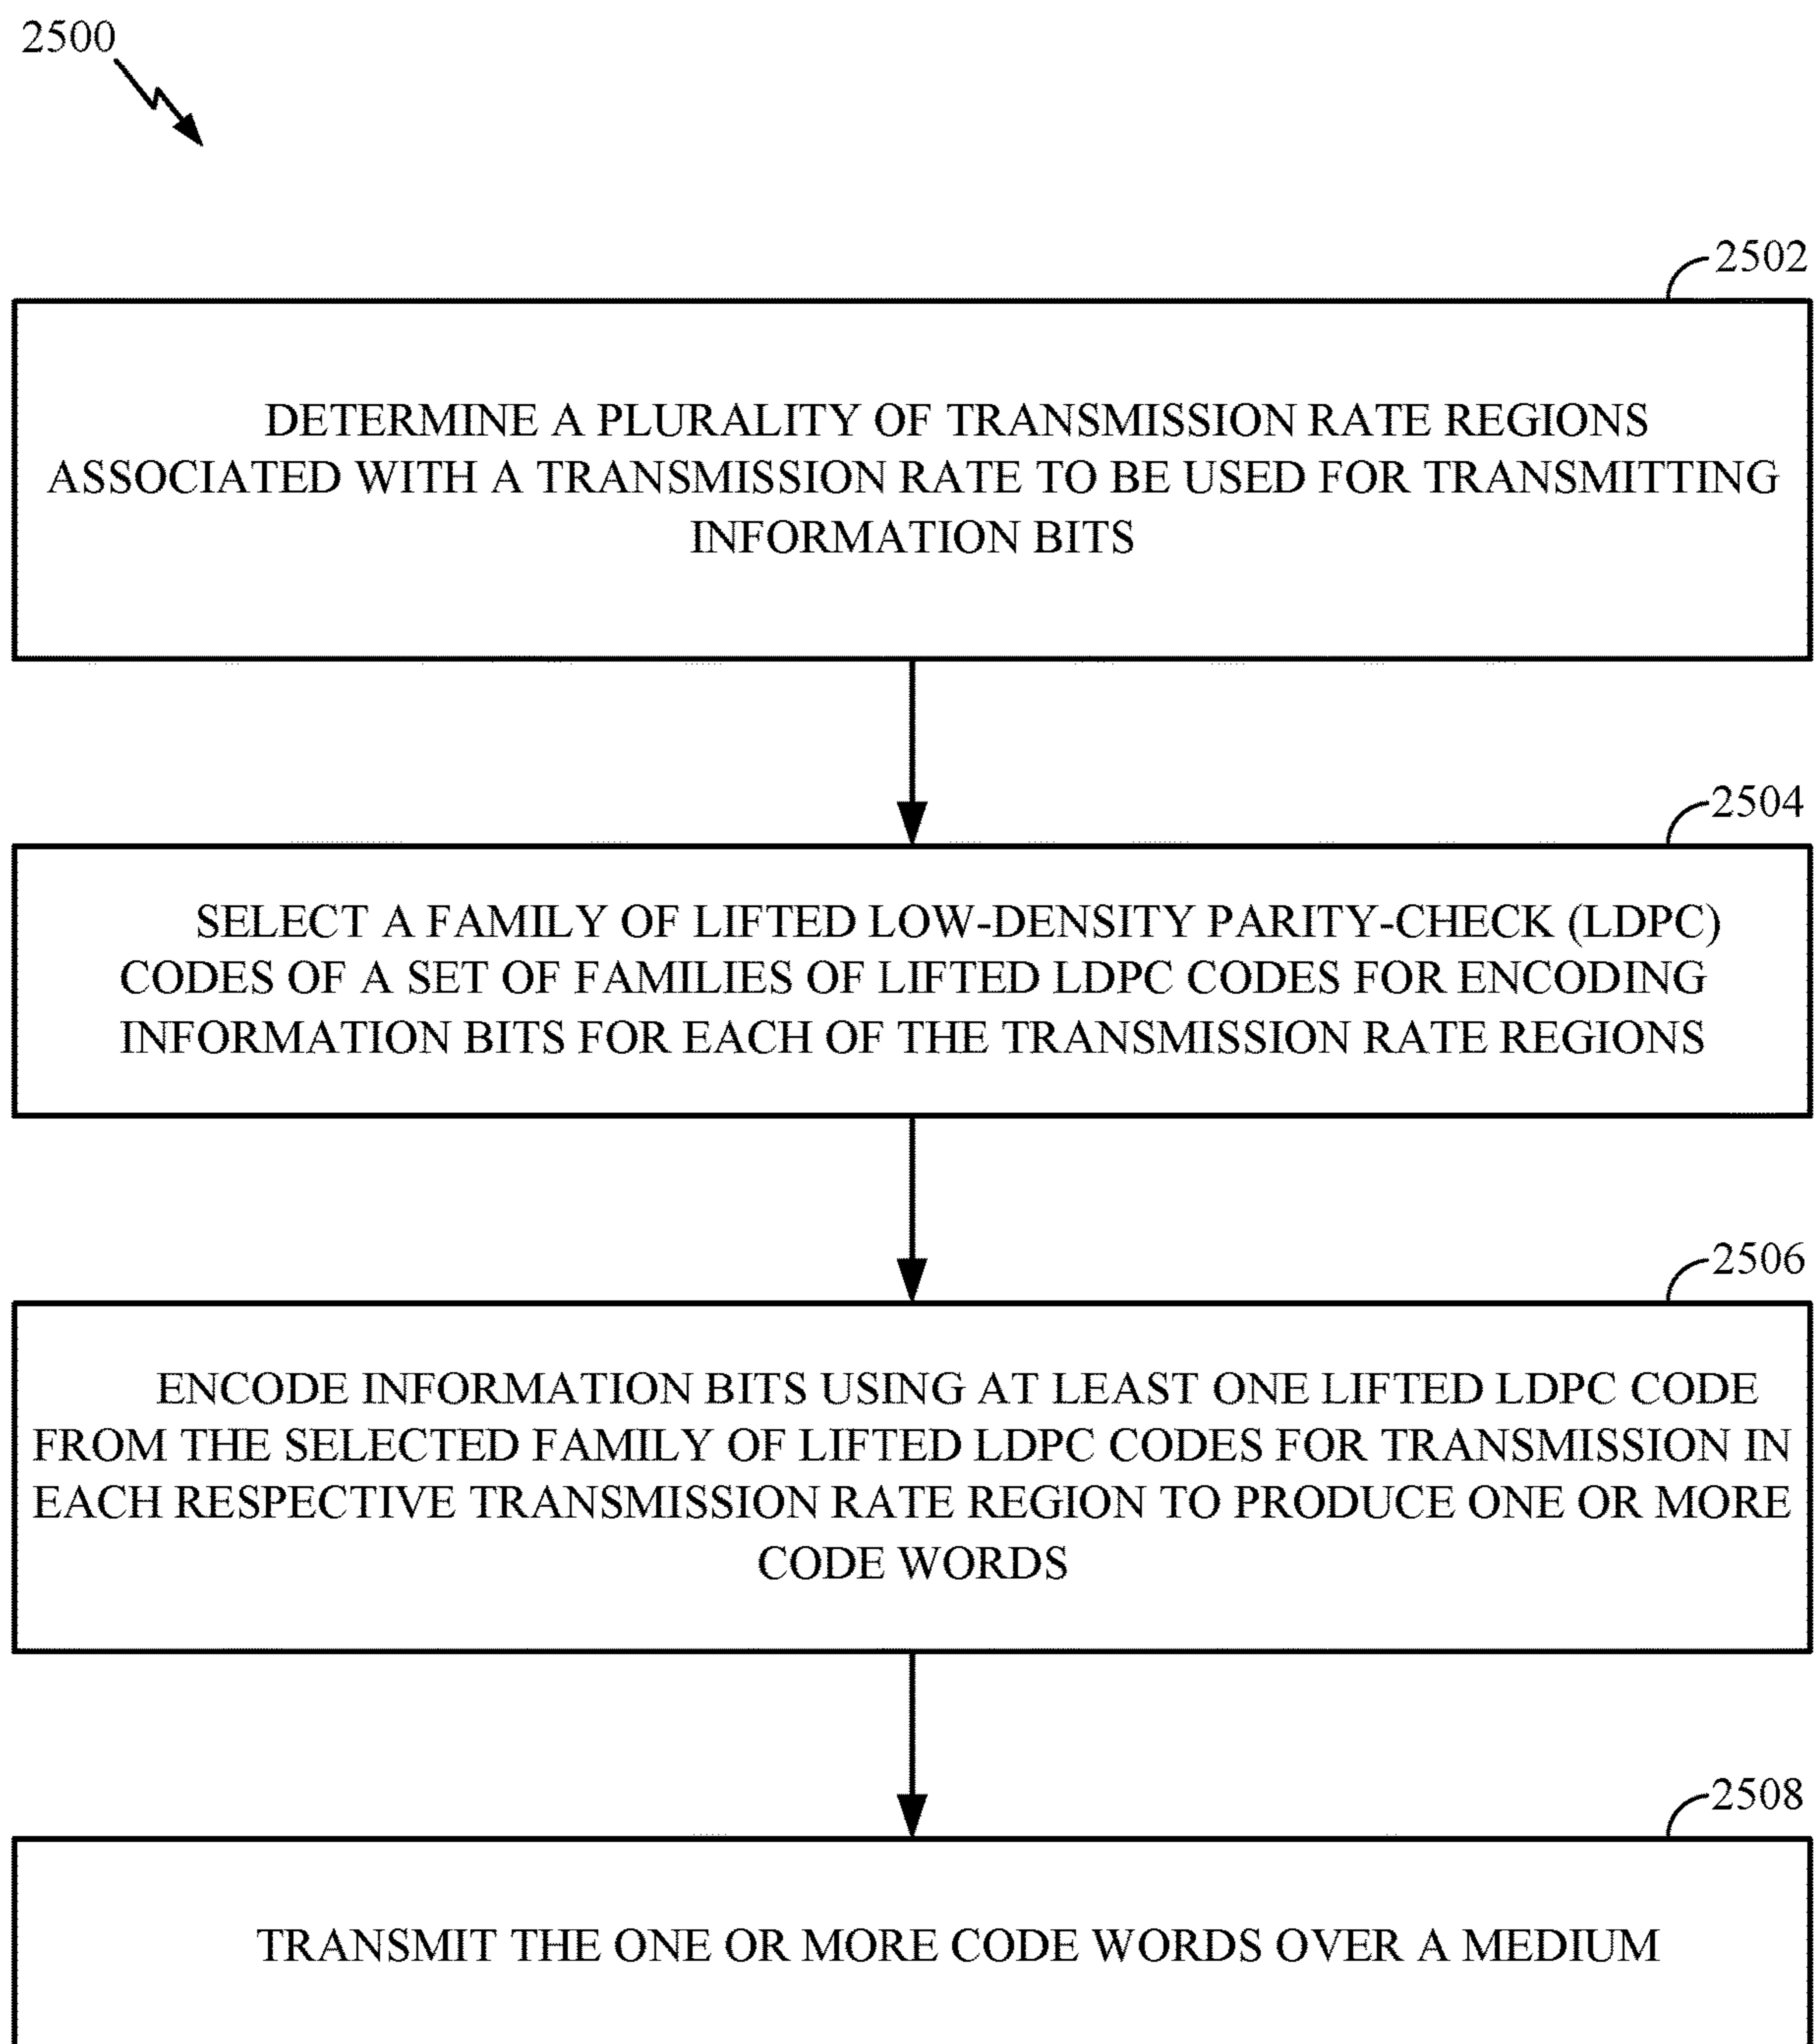 2500
2502
DETERMINE A PLURALITY OF TRANSMISSION RATE REGIONS
ASSOCIATED WITH A TRANSMISSION RATE TO BE USED FOR TRANSMITTING
INFORMATION BITS
2504
SELECT A FAMILY OF LIFTED LOW-DENSITY PARITY-CHECK (LDPC)
CODES OF A SET OF FAMILIES OF LIFTED LDPC CODES FOR ENCODING
INFORMATION BITS FOR EACH OF THE TRANSMISSION RATE REGIONS
2506
ENCODE INFORMATION BITS USING AT LEAST ONE LIFTED LDPC CODE
FROM THE SELECTED FAMILY OF LIFTED LDPC CODES FOR TRANSMISSION IN
EACH RESPECTIVE TRANSMISSION RATE REGION TO PRODUCE ONE OR MORE
CODE WORDS
2508
TRANSMIT THE ONE OR MORE CODE WORDS OVER A MEDIUM